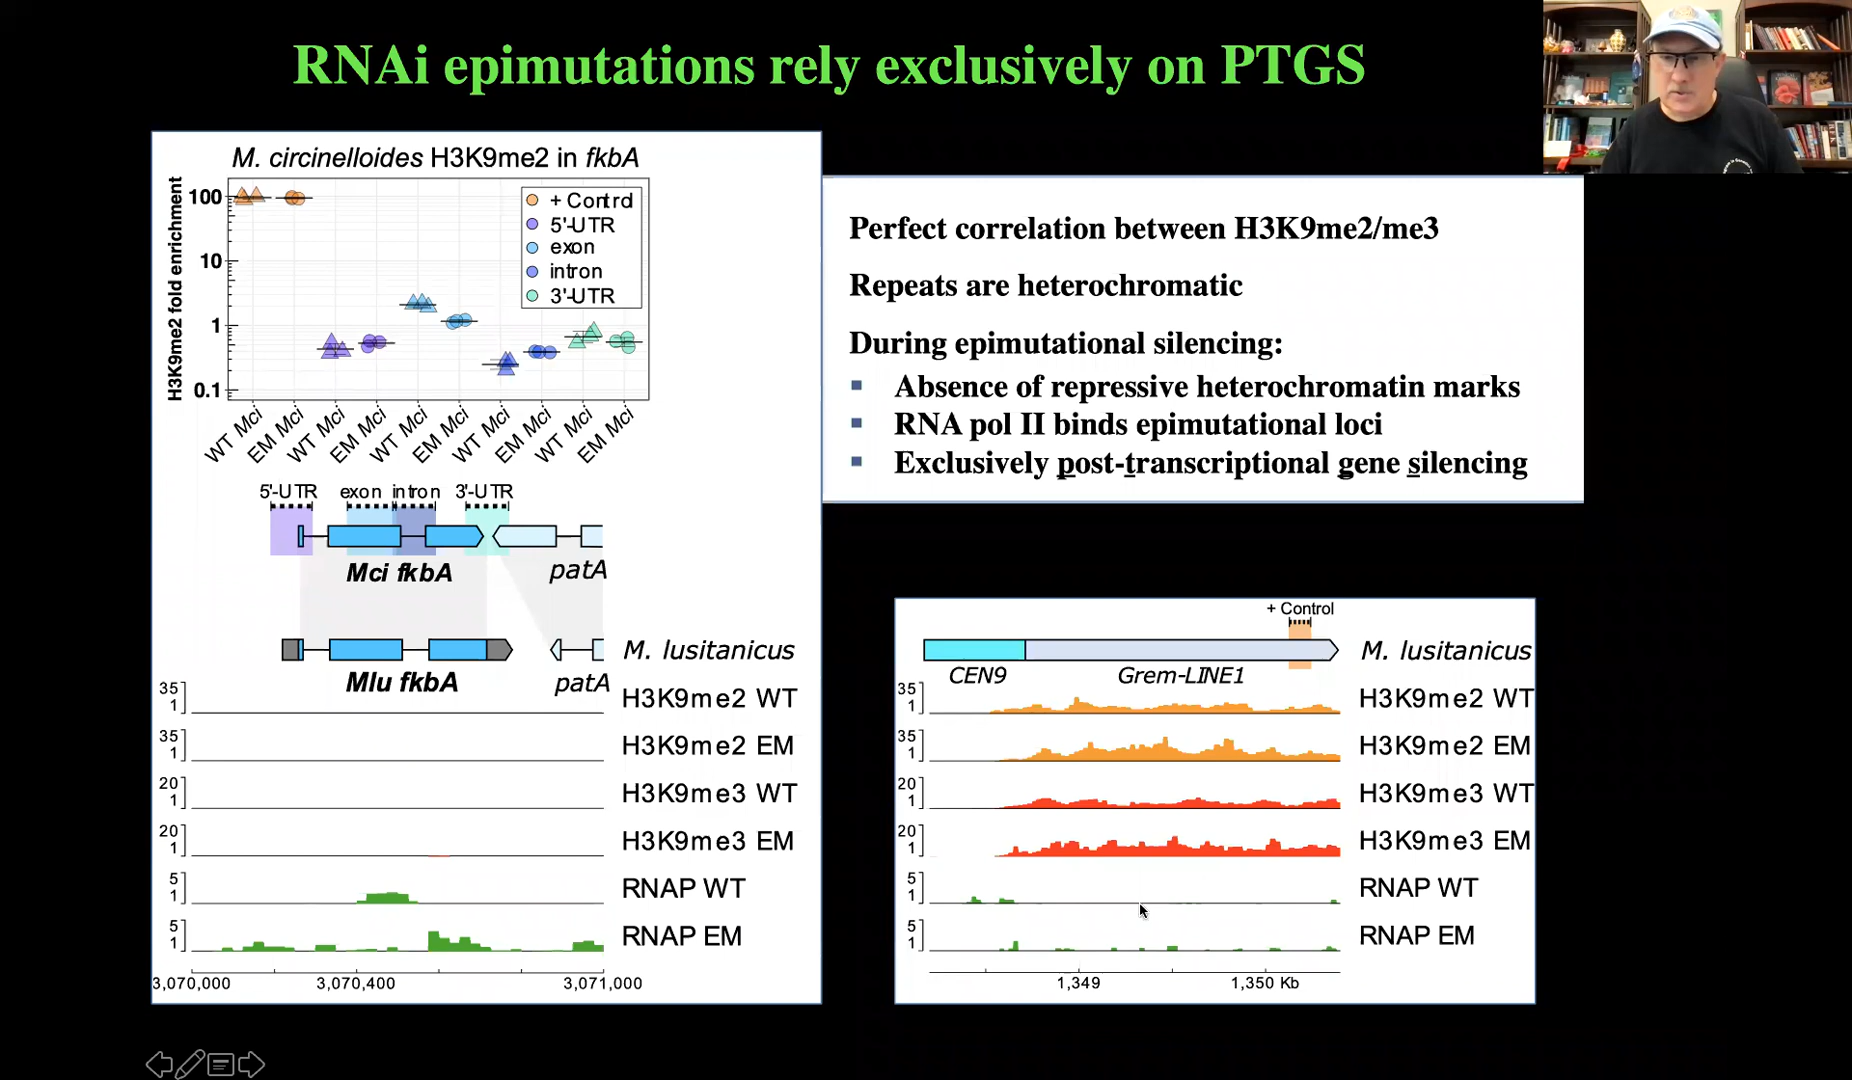 RNAi epimutations rely exclusively on PTGS
M. circinelloides H3K9me2 in fkbA
H3K9me2 fold enrichment
100
10
1
0.1
+ Contrd
5'-UTR
exon
intron
3'-UTR
WT Mci
EM Mci
WT Mci
EM Mci
WT Mci
EM Mci
WT Mci
EM Mci
WT Mci
EM Mci
5'-UTR exon intron 3'-UTR
Mci fkbA patA
M. lusitanicus
Mlu fkbA patA
35
1
H3K9me2 WT
35
1
H3K9me2 EM
20
1
H3K9me3 WT
20
1
H3K9me3 EM
5
1
RNAP WT
5
1
RNAP EM
3,070,000 3,070,400 3,071,000
Perfect correlation between H3K9me2/me3
Repeats are heterochromatic
During epimutational silencing:
▪ Absence of repressive heterochromatin marks
▪ RNA pol II binds epimutational loci
▪ Exclusively post-transcriptional gene silencing
+ Control
M. lusitanicus
CEN9 Grem-LINE1
35
1
H3K9me2 WT
35
1
H3K9me2 EM
20
1
H3K9me3 WT
20
1
H3K9me3 EM
5
1
RNAP WT
5
1
RNAP EM
1,349 1,350 Kb